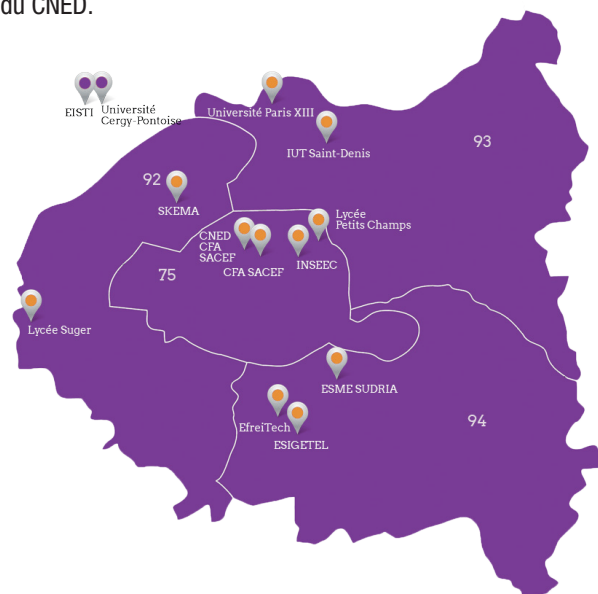 du CNED.
EISTI
Université
Cergy-Pontoise
Université Paris XIII
IUT Saint-Denis
93
92
SKEMA
Lycée
Petits Champs
CNED
CFA
SACEF
CFA SACEF
INSEEC
75
Lycée Suger
ESME SUDRIA
EfreiTech
ESIGETEL
94